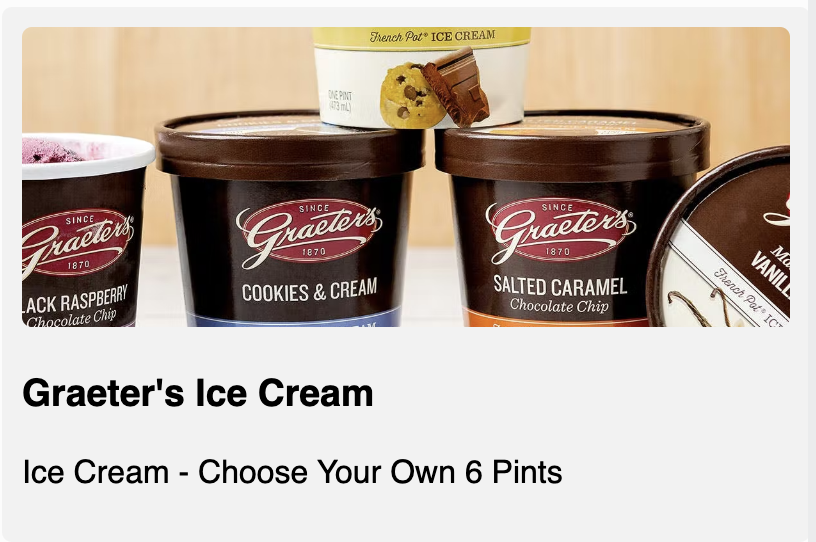 French Pot® ICE CREAM
ONE PINT
(473 mL)
SINCE
Graeter's®
1870
LACK RASPBERRY
Chocolate Chip
SINCE
Graeter's®
1870
COOKIES & CREAM
SINCE
Graeter's®
1870
SALTED CARAMEL
Chocolate Chip
French Pot® IC
VANILL
Graeter's Ice Cream
Ice Cream - Choose Your Own 6 Pints